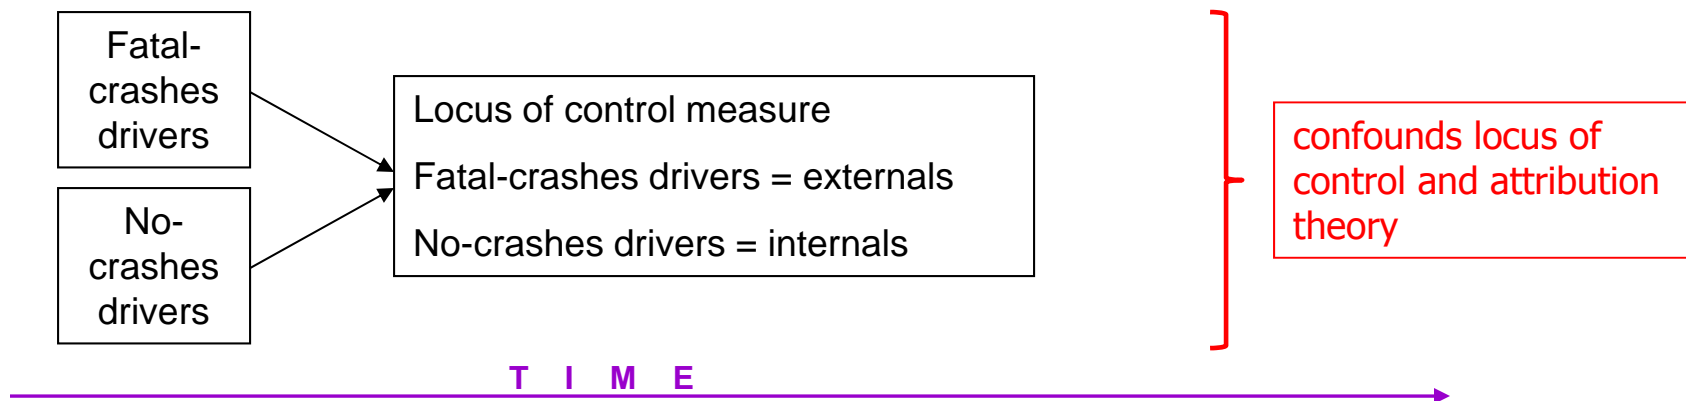 Fatal-
crashes
drivers
No-
crashes
drivers
Locus of control measure
Fatal-crashes drivers = externals
No-crashes drivers = internals
confounds locus of
control and attribution
theory
T I M E